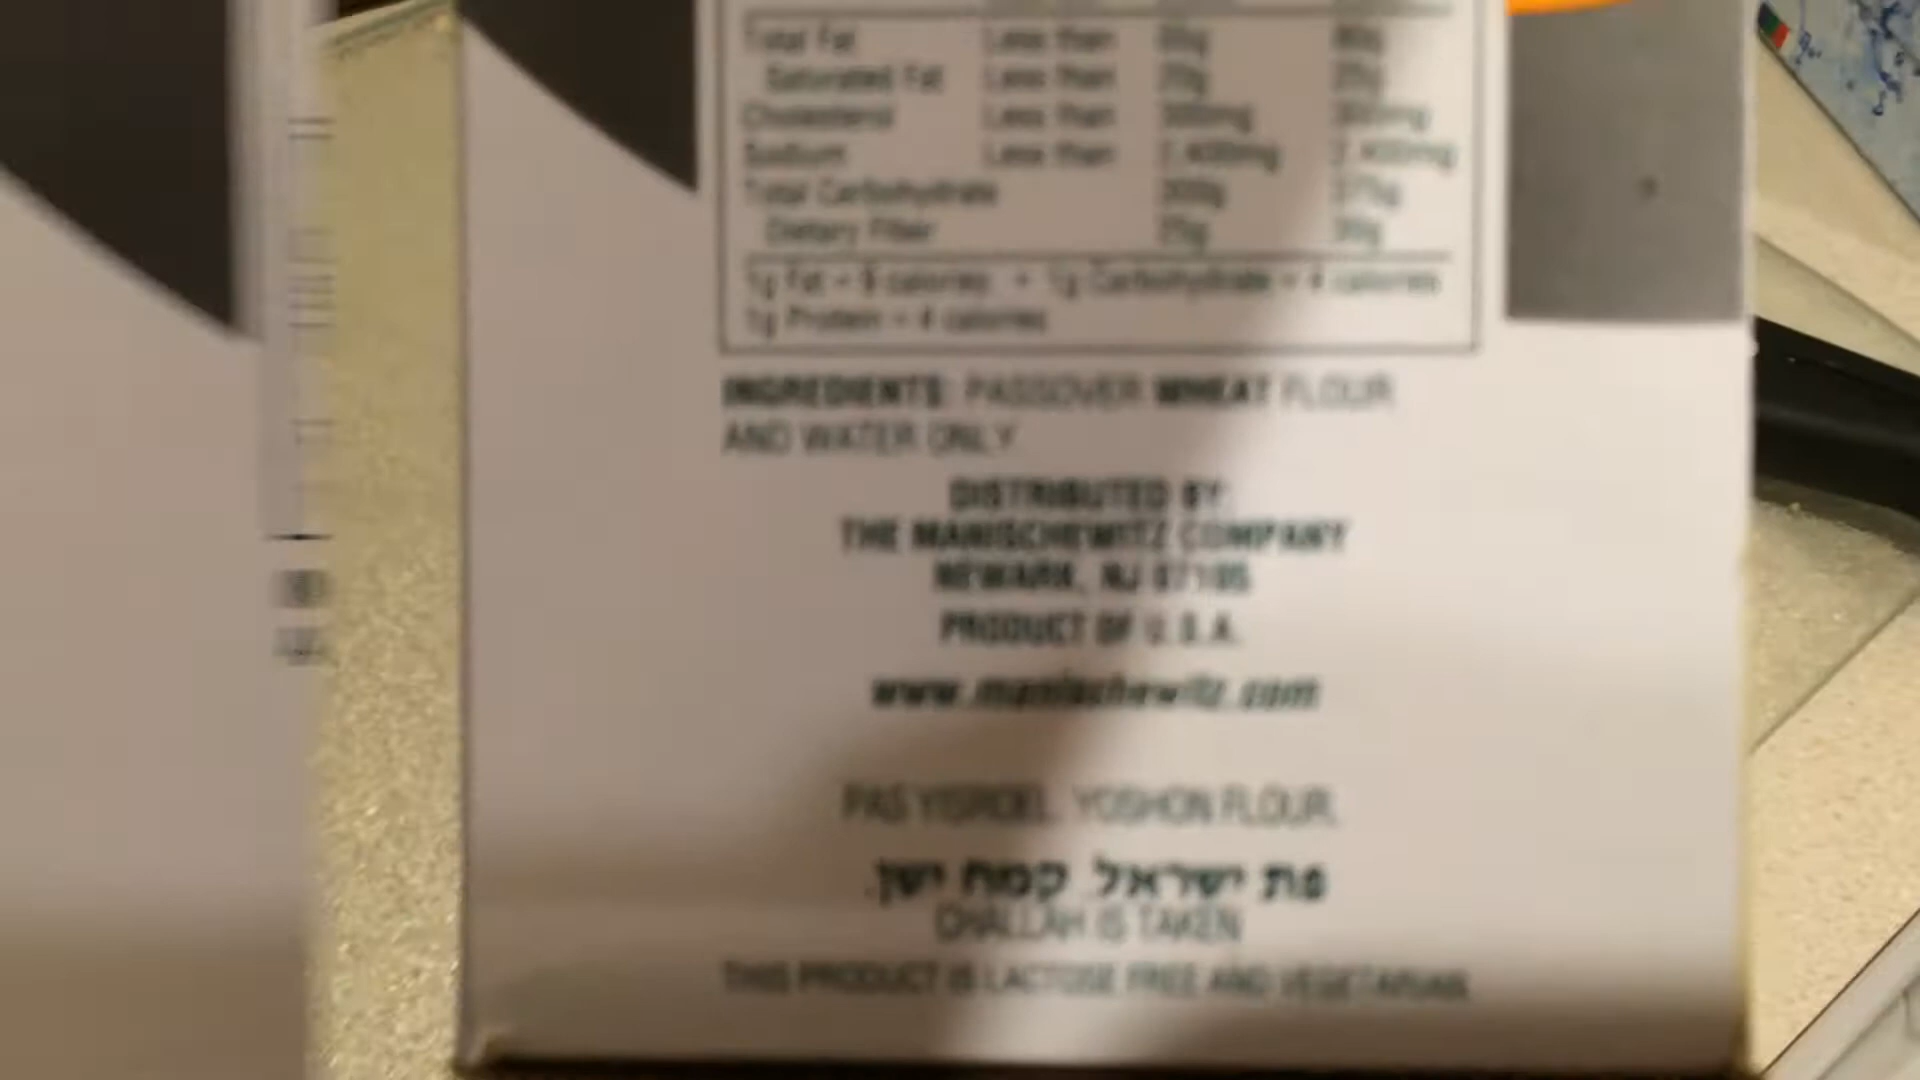 Total Fat Less than 65g 80g
Saturated Fat Less than 20g 25g
Cholesterol Less than 300mg 300mg
Sodium Less than 2,400mg 2,400mg
Total Carbohydrate 300g 375g
Dietary Fiber 25g 30g
1g Fat = 9 calories • 1g Carbohydrate = 4 calories
1g Protein = 4 calories
INGREDIENTS: PASSOVER WHEAT FLOUR
AND WATER ONLY.
DISTRIBUTED BY:
THE MANISCHEWITZ COMPANY
NEWARK, NJ 07105
PRODUCT OF U.S.A.
www.manischewitz.com
PAS YISROEL. YOSHON FLOUR.
פת ישראל. קמח ישן.
CHALLAH IS TAKEN
THIS PRODUCT IS LACTOSE FREE AND VEGETARIAN.